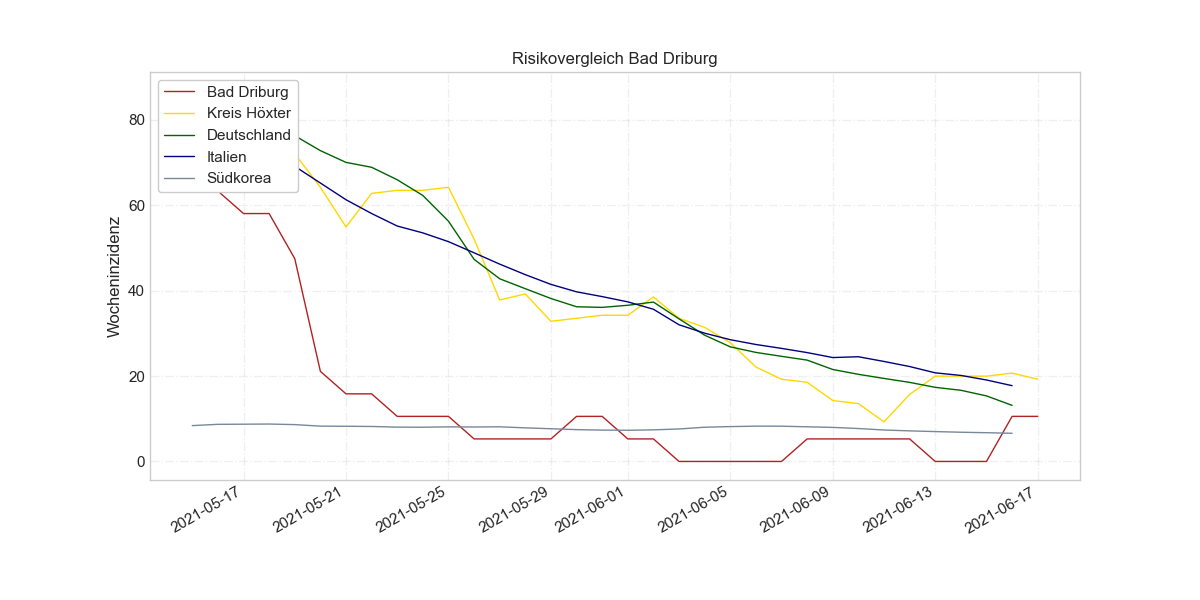 Risikovergleich Bad Driburg
Bad Driburg
Kreis Höxter
Deutschland
Italien
Südkorea
Wocheninzidenz
80
60
40
20
0
2021-05-17
2021-05-21
2021-05-25
2021-05-29
2021-06-01
2021-06-05
2021-06-09
2021-06-13
2021-06-17